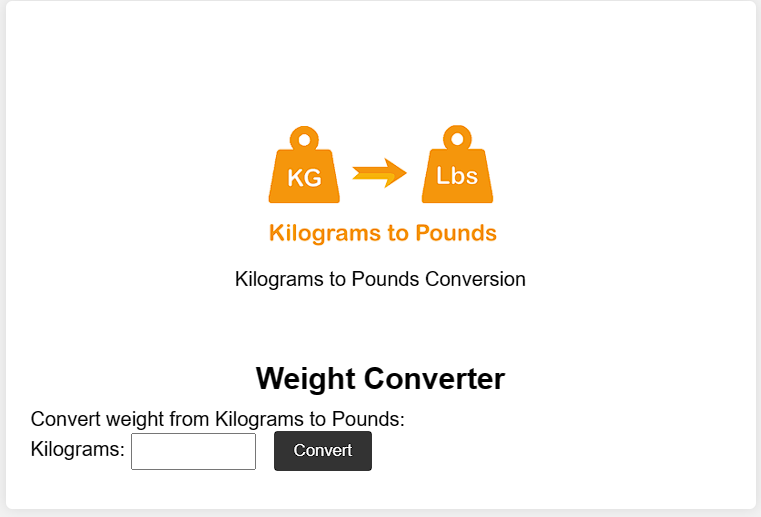 KG Lbs
Kilograms to Pounds
Kilograms to Pounds Conversion
Weight Converter
Convert weight from Kilograms to Pounds:
Kilograms: Convert